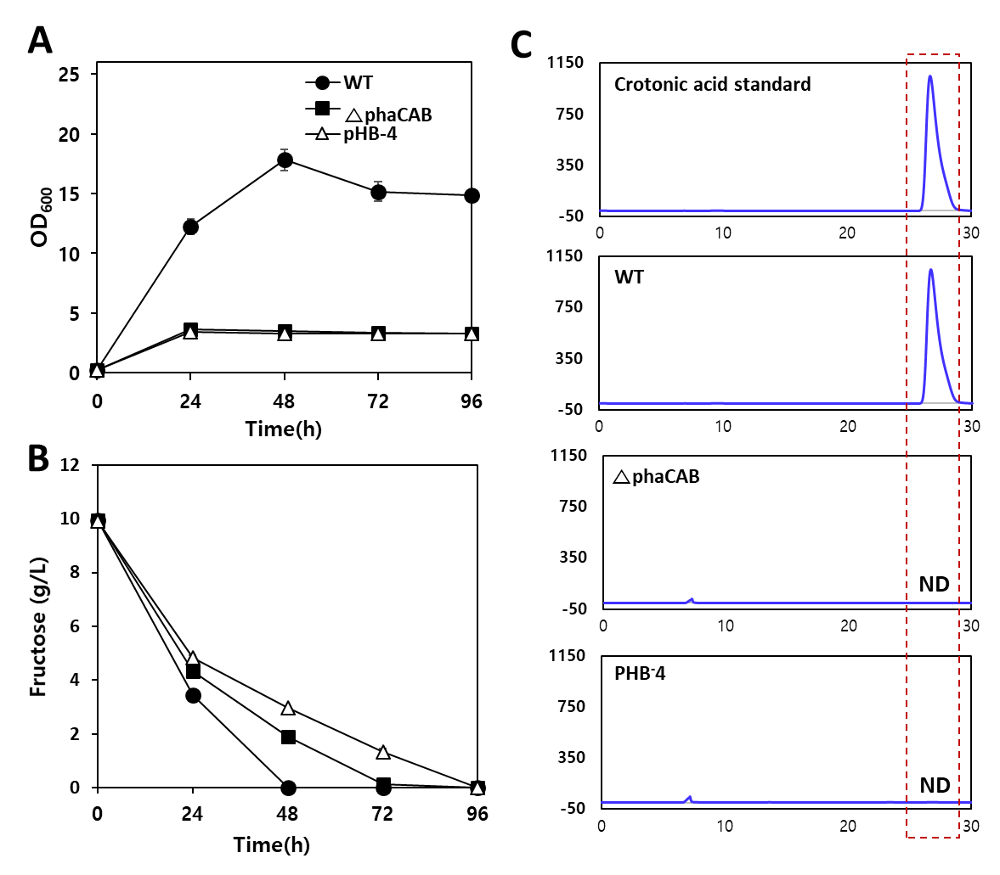 A
25
20
15
10
5
0
OD600
WT
△phaCAB
pHB-4
0 24 48 72 96
Time(h)
B
12
10
8
6
4
2
0
Fructose (g/L)
0 24 48 72 96
Time(h)
C
1150
750
350
-50
Crotonic acid standard
0 10 20 30
1150
750
350
-50
WT
0 10 20 30
1150
750
350
-50
△phaCAB
ND
0 10 20 30
1150
750
350
-50
PHB-4
ND
0 10 20 30